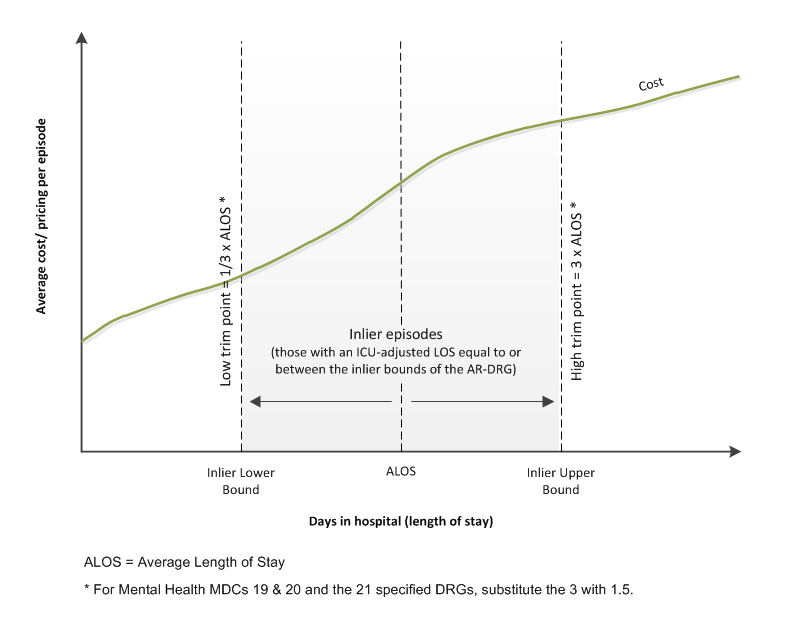 Average cost/ pricing per episode
Cost
Low trim point = 1/3 x ALOS *
High trim point = 3 x ALOS *
Inlier episodes
(those with an ICU-adjusted LOS equal to or
between the inlier bounds of the AR-DRG)
Inlier Lower
Bound
ALOS
Inlier Upper
Bound
Days in hospital (length of stay)
ALOS = Average Length of Stay
* For Mental Health MDCs 19 & 20 and the 21 specified DRGs, substitute the 3 with 1.5.